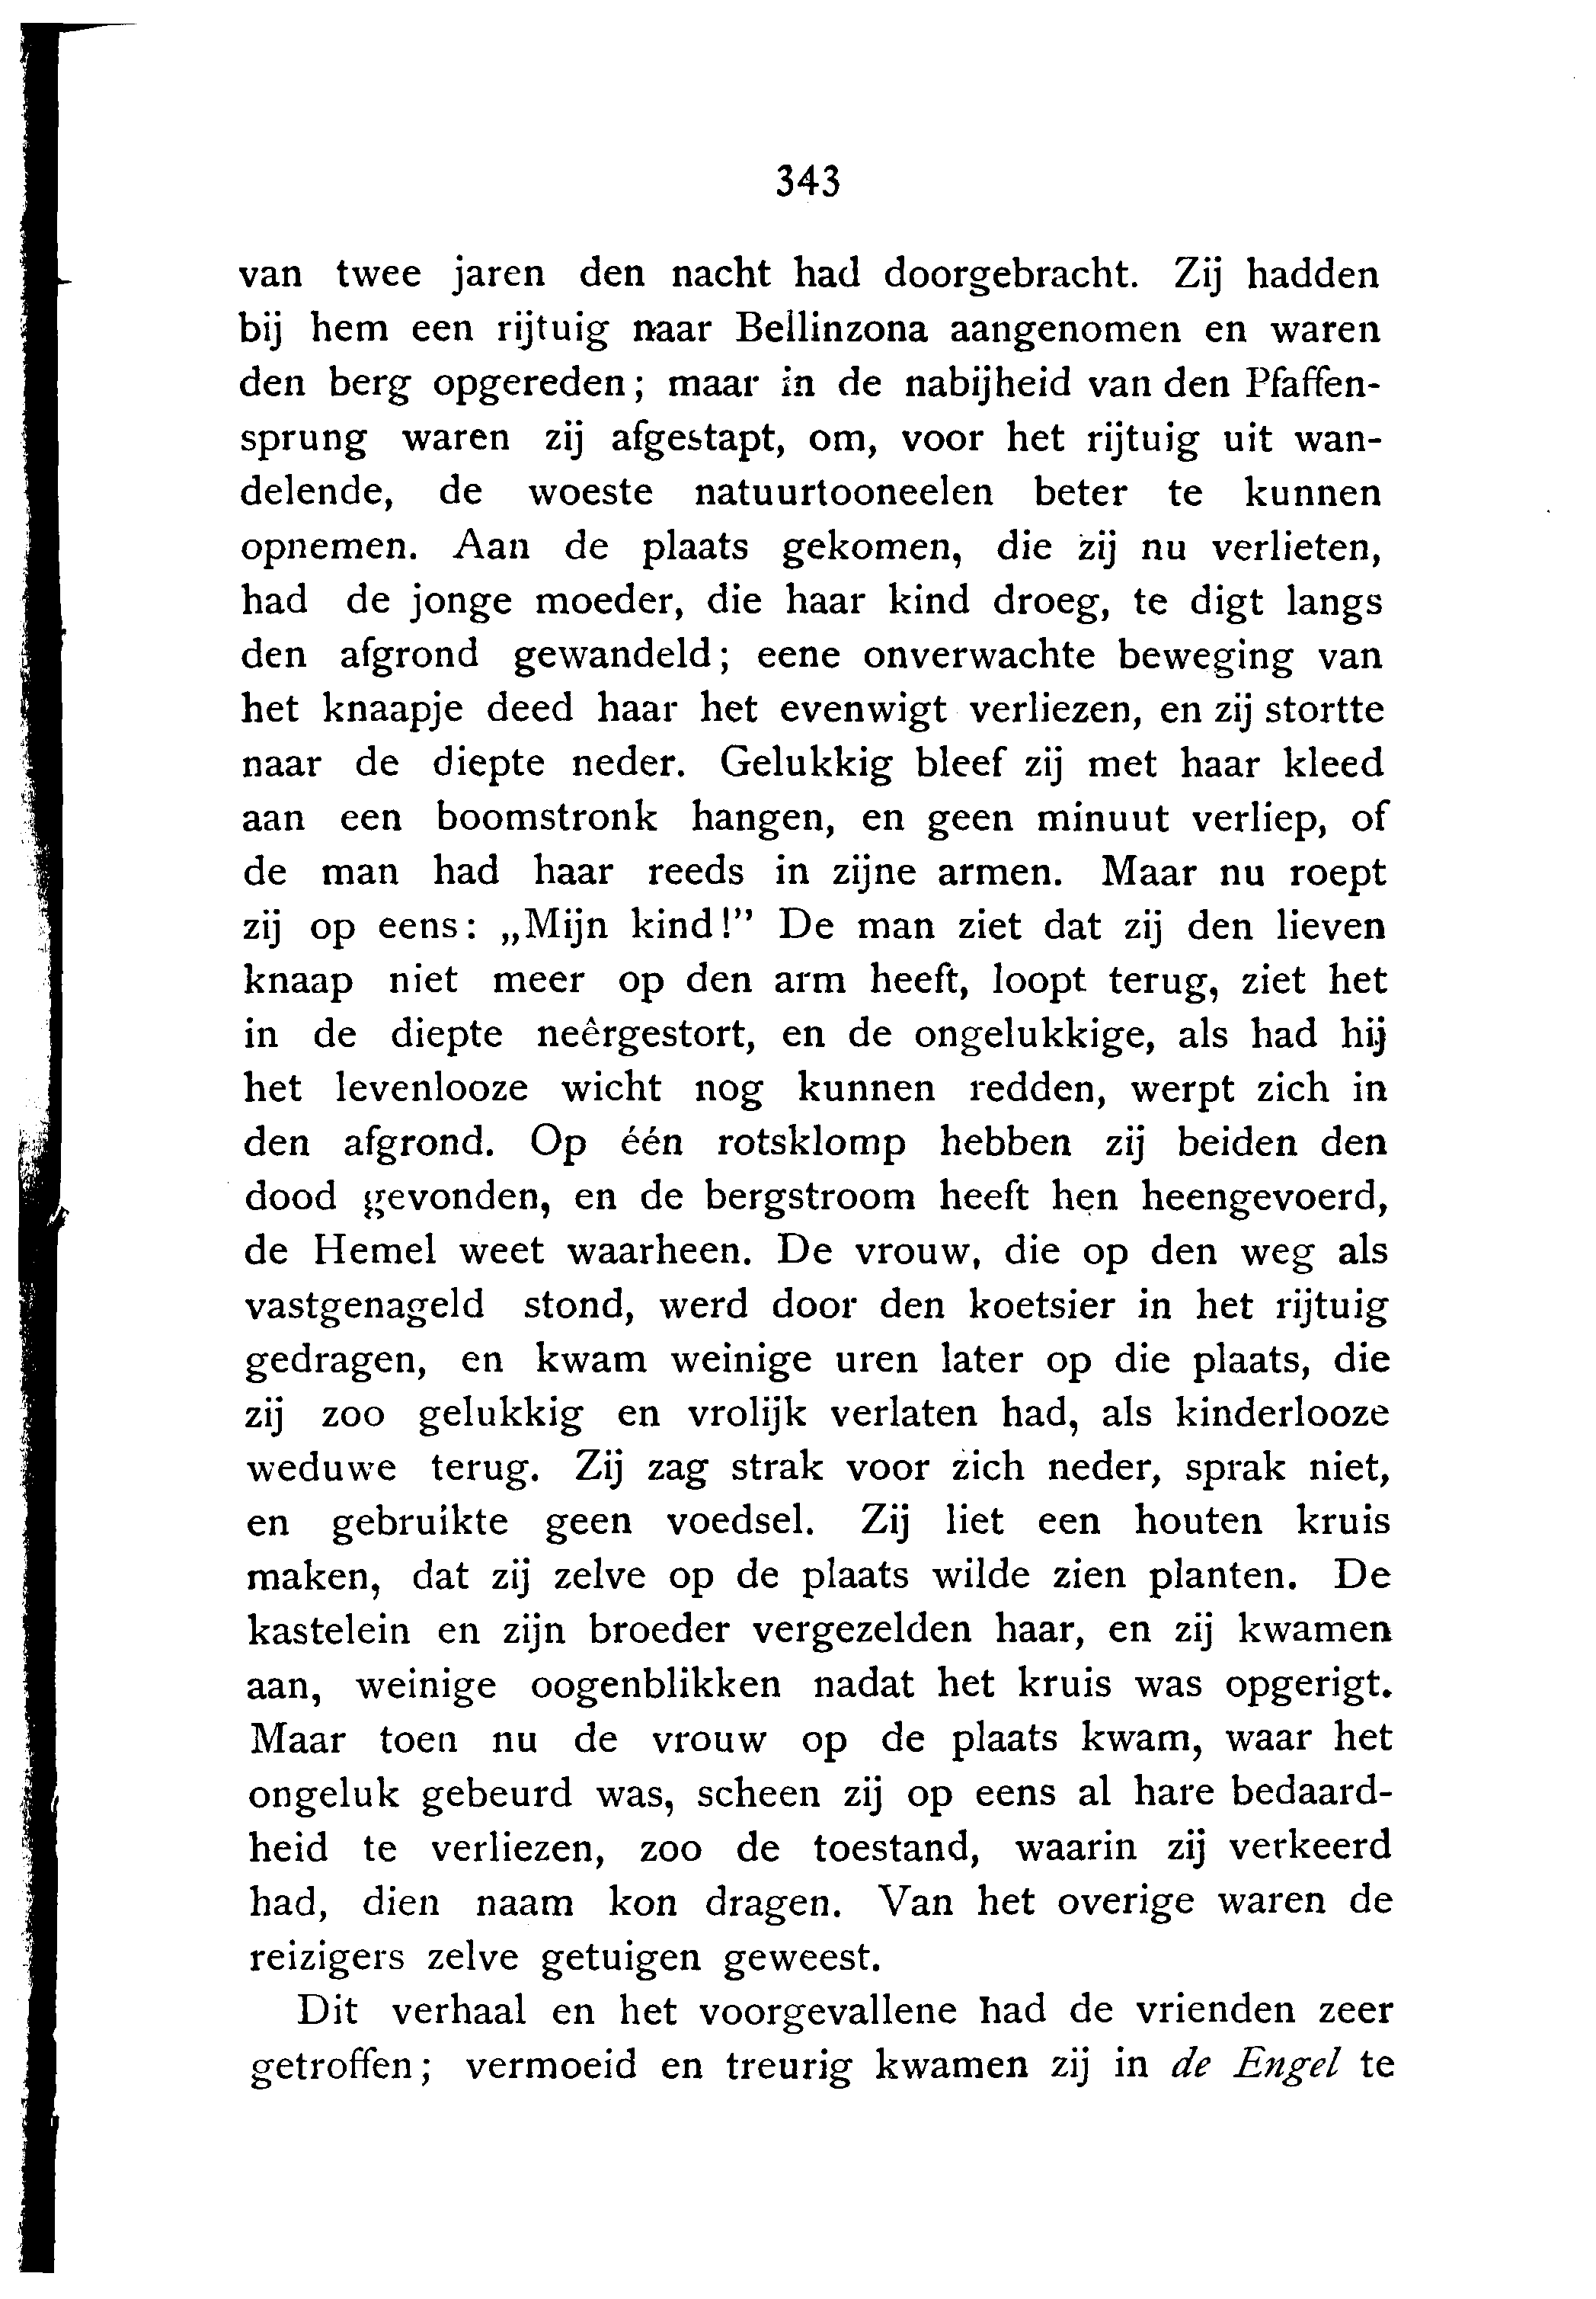 343
van twee jaren den nacht had doorgebracht. Zij hadden
bij hem een rijtuig naar Bellinzona aangenomen en waren
den berg opgereden; maar in de nabijheid van den Pfaffen-
sprung waren zij afgestapt, om, voor het rijtuig uit wan-
delende, de woeste natuurtooneelen beter te kunnen
opnemen. Aan de plaats gekomen, die zij nu verlieten,
had de jonge moeder, die haar kind droeg, te digt langs
den afgrond gewandeld; eene onverwachte beweging van
het knaapje deed haar het evenwigt verliezen, en zij stortte
naar de diepte neder. Gelukkig bleef zij met haar kleed
aan een boomstronk hangen, en geen minuut verliep, of
de man had haar reeds in zijne armen. Maar nu roept
zij op eens: „Mijn kind!” De man ziet dat zij den lieven
knaap niet meer op den arm heeft, loopt terug, ziet het
in de diepte neêrgestort, en de ongelukkige, als had hij
het levenlooze wicht nog kunnen redden, werpt zich in
den afgrond. Op één rotsklomp hebben zij beiden den
dood gevonden, en de bergstroom heeft hen heengevoerd,
de Hemel weet waarheen. De vrouw, die op den weg als
vastgenageld stond, werd door den koetsier in het rijtuig
gedragen, en kwam weinige uren later op die plaats, die
zij zoo gelukkig en vrolijk verlaten had, als kinderlooze
weduwe terug. Zij zag strak voor zich neder, sprak niet,
en gebruikte geen voedsel. Zij liet een houten kruis
maken, dat zij zelve op de plaats wilde zien planten. De
kastelein en zijn broeder vergezelden haar, en zij kwamen
aan, weinige oogenblikken nadat het kruis was opgerigt.
Maar toen nu de vrouw op de plaats kwam, waar het
ongeluk gebeurd was, scheen zij op eens al hare bedaard-
heid te verliezen, zoo de toestand, waarin zij verkeerd
had, dien naam kon dragen. Van het overige waren de
reizigers zelve getuigen geweest.
Dit verhaal en het voorgevallene had de vrienden zeer
getroffen; vermoeid en treurig kwamen zij in de Engel te